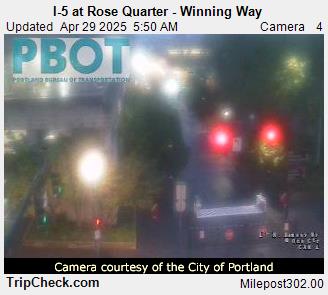 I-5 at Rose Quarter - Winning Way
Updated Apr 29 2025 5:50 AM Camera 4
PBOT
PORTLAND BUREAU OF TRANSPORTATION
Camera courtesy of the City of Portland
TripCheck.com Milepost302.00